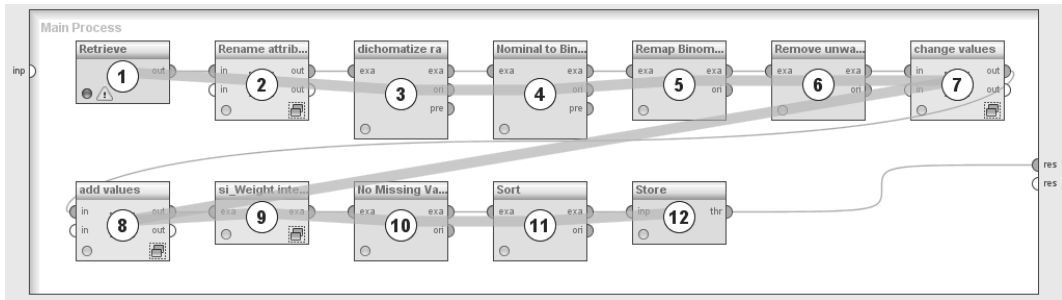 Main Process
Retrieve
Rename attrib...
dichomatize ra
Nominal to Bin...
Remap Binom...
Remove unwa...
change values
inp
out
in
out
exa
exa
exa
exa
exa
exa
exa
exa
in
out
1
in
2
out
3
ori
4
ori
5
ori
6
ori
in
7
out
pre
pre
res
res
add values
si_Weight inte...
No Missing Va...
Sort
Store
in
out
exa
exa
exa
exa
exa
exa
inp
thr
in
8
out
9
10
ori
11
ori
12